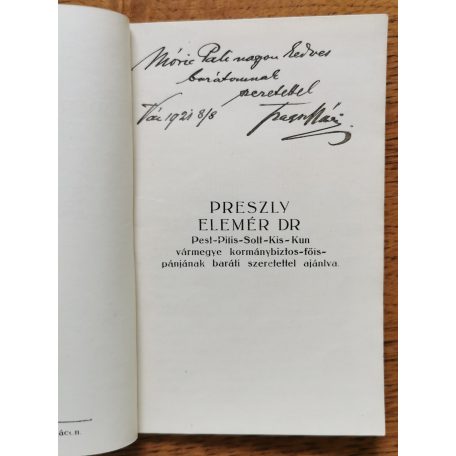 Móric Pali nagyon kedves
barátomnak
szeretettel
Vác 1921 8/8
PRESZLY
ELEMÉR DR
Pest-Pilis-Solt-Kis-Kun
vármegye kormánybiztos-főis-
pánjának baráti szeretettel ajánlva.